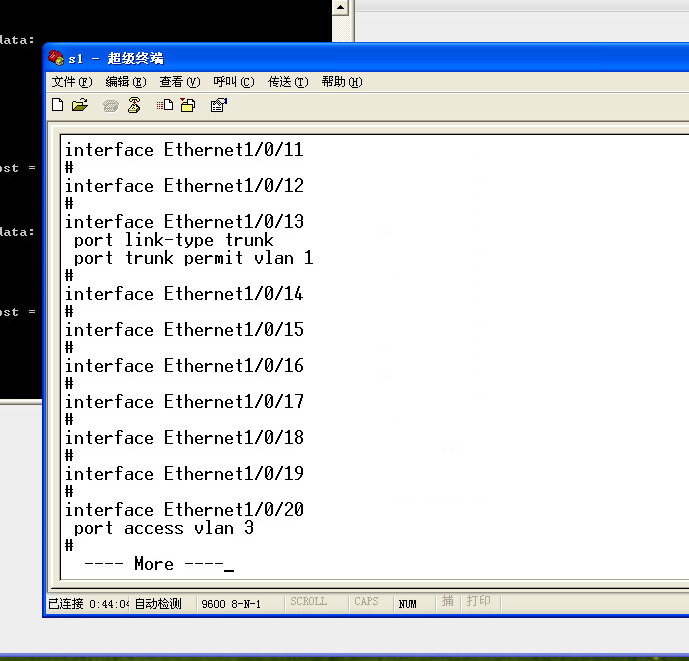 data:
ost =
data:
ost =
s1 - 超级终端
文件(F) 编辑(E) 查看(V) 呼叫(C) 传送(T) 帮助(H)
interface Ethernet1/0/11
#
interface Ethernet1/0/12
#
interface Ethernet1/0/13
port link-type trunk
port trunk permit vlan 1
#
interface Ethernet1/0/14
#
interface Ethernet1/0/15
#
interface Ethernet1/0/16
#
interface Ethernet1/0/17
#
interface Ethernet1/0/18
#
interface Ethernet1/0/19
#
interface Ethernet1/0/20
port access vlan 3
#
---- More ----_
已连接 0:44:04 自动检测 9600 8-N-1 SCROLL CAPS NUM 捕 打印